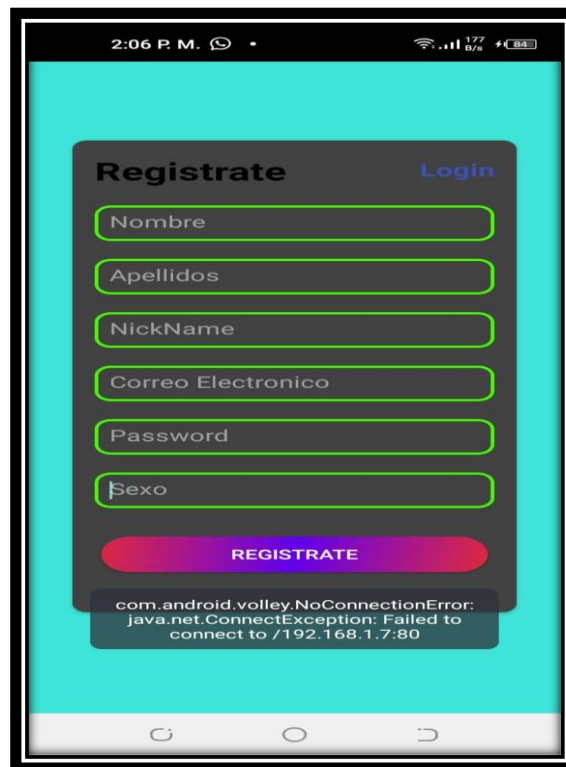 2:06 P. M.
177
B/s
84
Registrate
Login
Nombre
Apellidos
NickName
Correo Electronico
Password
Sexo
REGISTRATE
com.android.volley.NoConnectionError:
java.net.ConnectException: Failed to
connect to /192.168.1.7:80